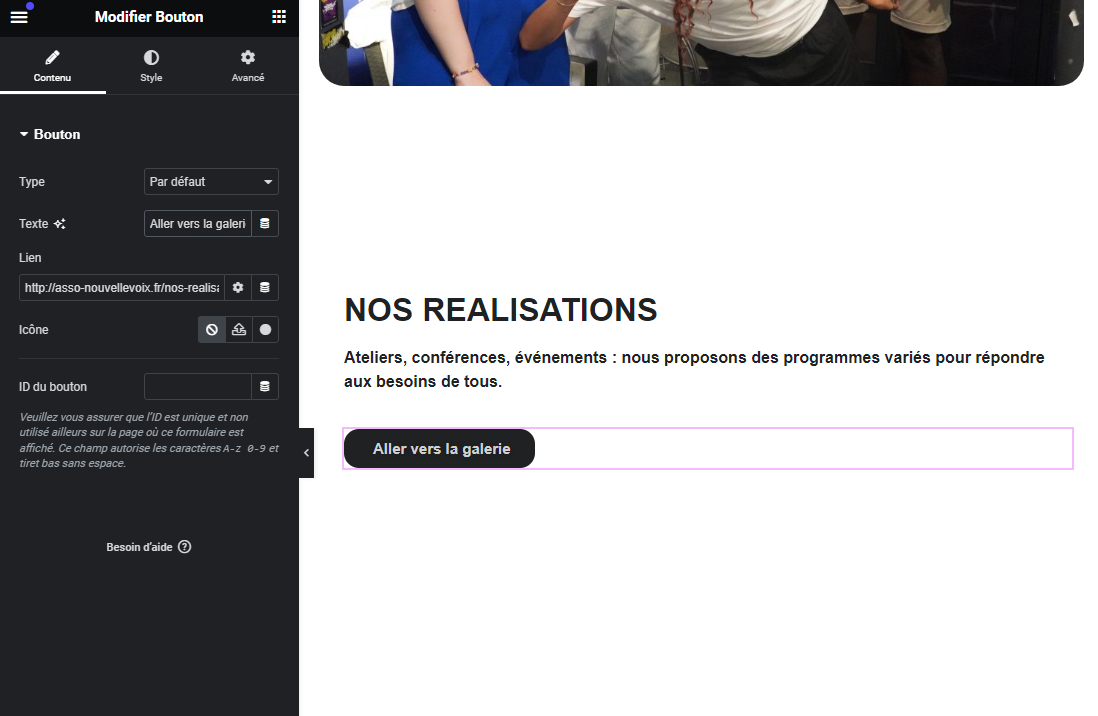 Modifier Bouton
Contenu
Style
Avancé
Bouton
Type
Par défaut
Texte
Aller vers la galeri
Lien
http://asso-nouvellevoix.fr/nos-realisa
Icône
ID du bouton
Veuillez vous assurer que l'ID est unique et non
utilisé ailleurs sur la page où ce formulaire est
affiché. Ce champ autorise les caractères A-z 0-9 et
tiret bas sans espace.
Besoin d'aide
NOS REALISATIONS
Ateliers, conférences, événements : nous proposons des programmes variés pour répondre
aux besoins de tous.
Aller vers la galerie